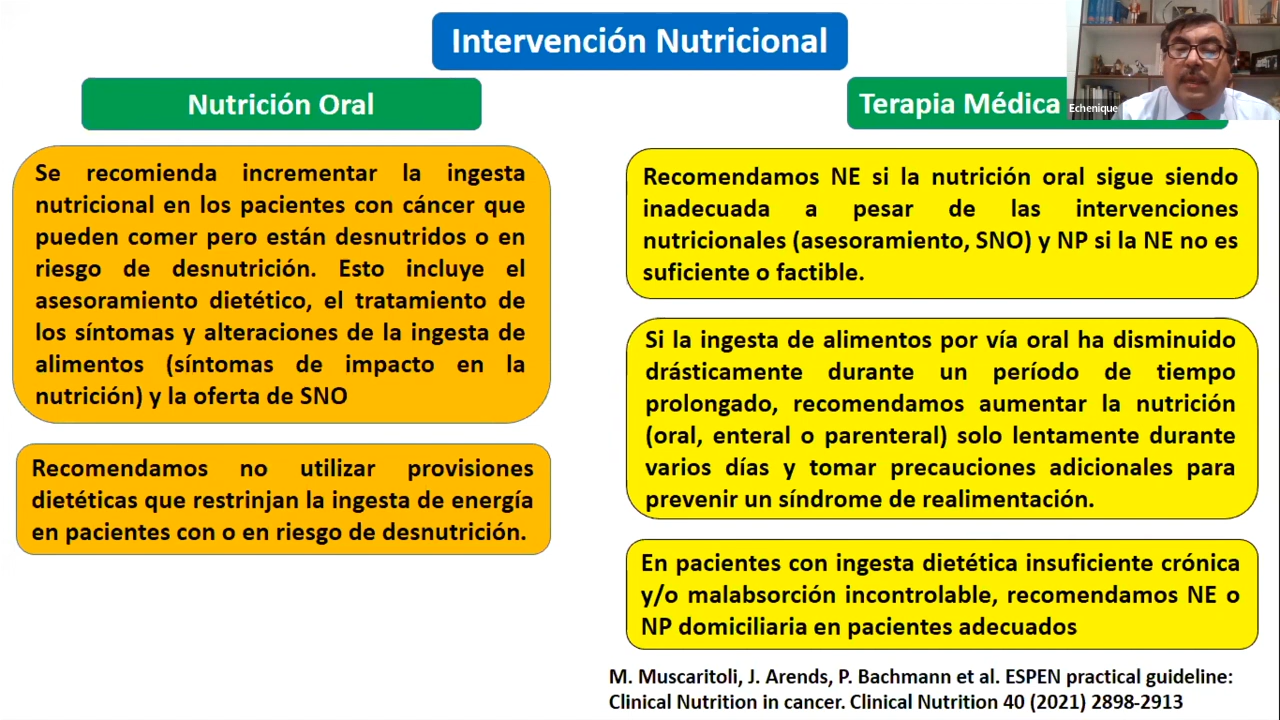 Intervención Nutricional
Nutrición Oral
Se recomienda incrementar la ingesta
nutricional en los pacientes con cáncer que
pueden comer pero están desnutridos o en
riesgo de desnutrición. Esto incluye el
asesoramiento dietético, el tratamiento de
los síntomas y alteraciones de la ingesta de
alimentos (síntomas de impacto en la
nutrición) y la oferta de SNO
Recomendamos no utilizar provisiones
dietéticas que restrinjan la ingesta de energía
en pacientes con o en riesgo de desnutrición.
Terapia Médica
Echenique
Recomendamos NE si la nutrición oral sigue siendo
inadecuada a pesar de las intervenciones
nutricionales (asesoramiento, SNO) y NP si la NE no es
suficiente o factible.
Si la ingesta de alimentos por vía oral ha disminuido
drásticamente durante un período de tiempo
prolongado, recomendamos aumentar la nutrición
(oral, enteral o parenteral) solo lentamente durante
varios días y tomar precauciones adicionales para
prevenir un síndrome de realimentación.
En pacientes con ingesta dietética insuficiente crónica
y/o malabsorción incontrolable, recomendamos NE o
NP domiciliaria en pacientes adecuados
M. Muscaritoli, J. Arends, P. Bachmann et al. ESPEN practical guideline:
Clinical Nutrition in cancer. Clinical Nutrition 40 (2021) 2898-2913